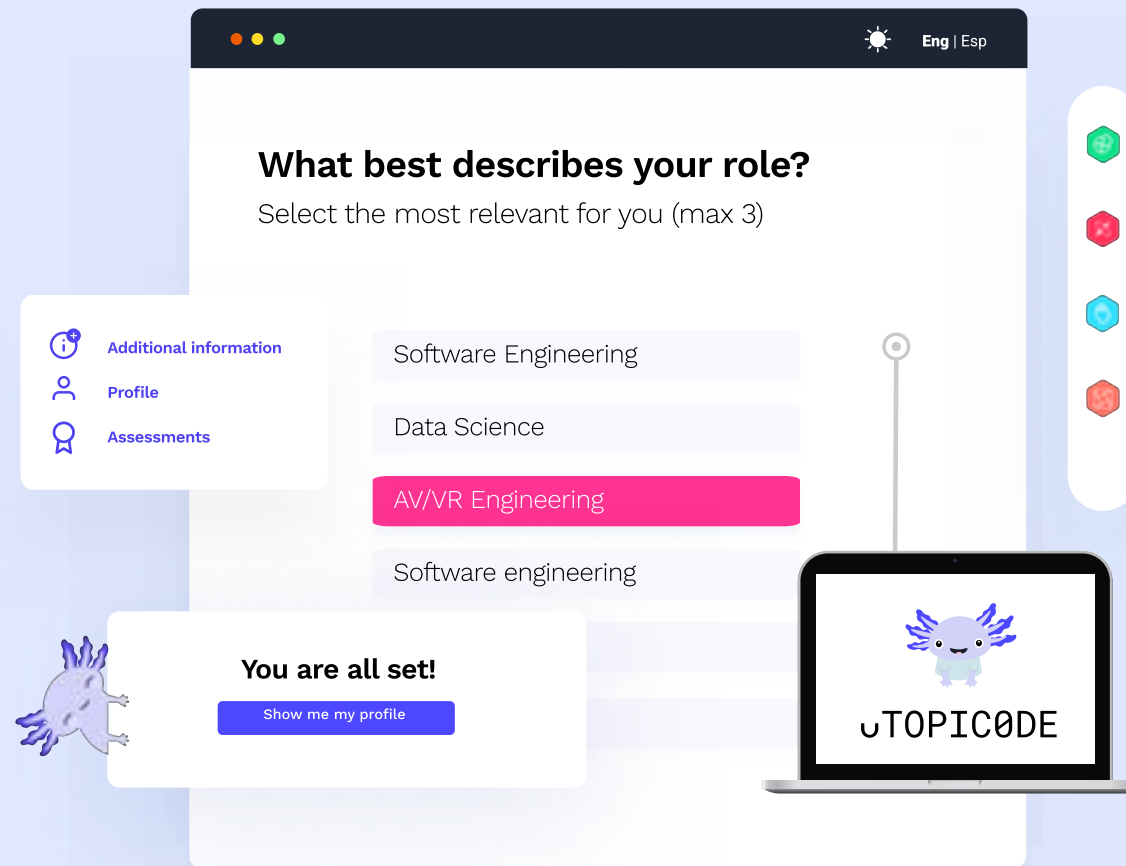 Eng | Esp
What best describes your role?
Select the most relevant for you (max 3)
Additional information
Profile
Assessments
Software Engineering
Data Science
AV/VR Engineering
Software engineering
You are all set!
Show me my profile
uTOPIC0DE